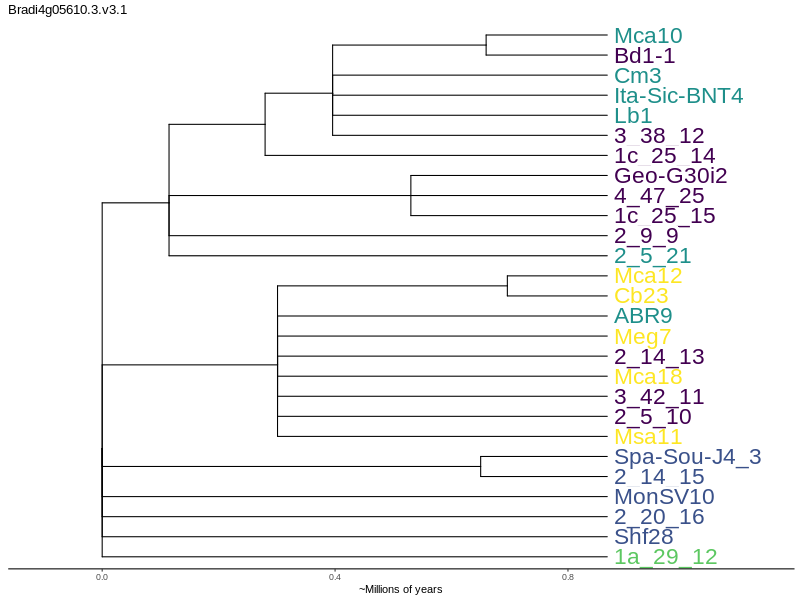 Bradi4g05610.3.v3.1
Mca10
Bd1-1
Cm3
Ita-Sic-BNT4
Lb1
3_38_12
1c_25_14
Geo-G30i2
4_47_25
1c_25_15
2_9_9
2_5_21
Mca12
Cb23
ABR9
Meg7
2_14_13
Mca18
3_42_11
2_5_10
Msa11
Spa-Sou-J4_3
2_14_15
MonSV10
2_20_16
Shf28
1a_29_12
0.0 0.4 0.8
~Millions of years